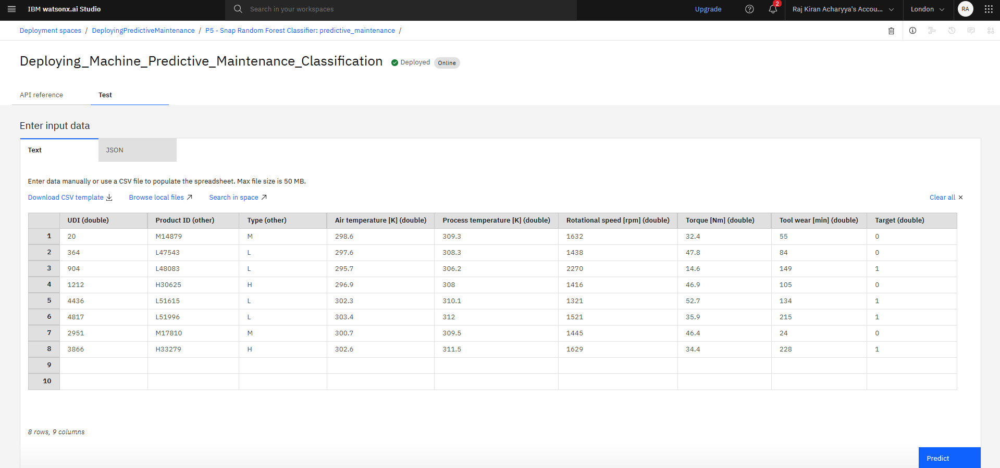 IBM watsonx.ai Studio
Search in your workspaces
Upgrade
2
Raj Kiran Acharyya's Accou...
London
RA
Deployment spaces / DeployingPredictiveMaintenance / P5 - Snap Random Forest Classifier: predictive_maintenance /
Deploying_Machine_Predictive_Maintenance_Classification Deployed Online
API reference Test
Enter input data
Text JSON
Enter data manually or use a CSV file to populate the spreadsheet. Max file size is 50 MB.
Download CSV template Browse local files Search in space Clear all
UDI (double) Product ID (other) Type (other) Air temperature [K] (double) Process temperature [K] (double) Rotational speed [rpm] (double) Torque [Nm] (double) Tool wear [min] (double) Target (double)
1 20 M14879 M 298.6 309.3 1632 32.4 55 0
2 364 L47543 L 297.6 308.3 1438 47.8 84 0
3 904 L48083 L 295.7 306.2 2270 14.6 149 1
4 1212 H30625 H 296.9 308 1416 46.9 105 0
5 4436 L51615 L 302.3 310.1 1321 52.7 134 1
6 4817 L51996 L 303.4 312 1521 35.9 215 1
7 2951 M17810 M 300.7 309.5 1445 46.4 24 0
8 3866 H33279 H 302.6 311.5 1629 34.4 228 1
9
10
8 rows, 9 columns
Predict